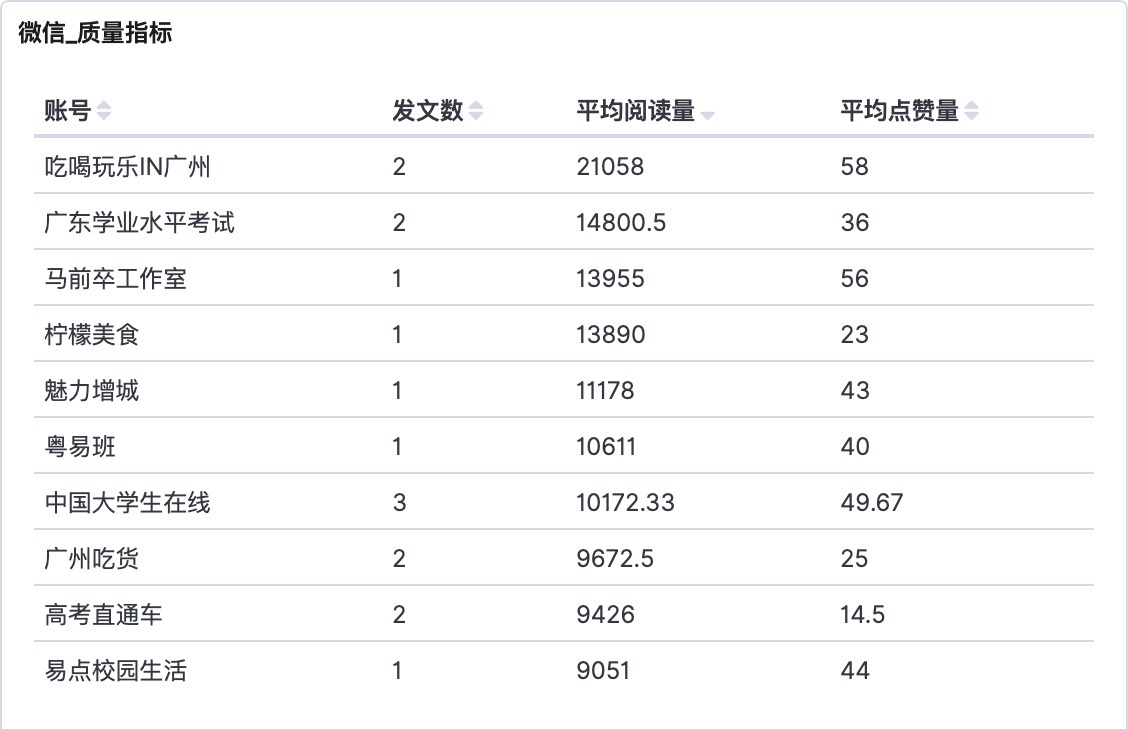 微信_质量指标
账号 发文数 平均阅读量 平均点赞量
吃喝玩乐IN广州 2 21058 58
广东学业水平考试 2 14800.5 36
马前卒工作室 1 13955 56
柠檬美食 1 13890 23
魅力增城 1 11178 43
粤易班 1 10611 40
中国大学生在线 3 10172.33 49.67
广州吃货 2 9672.5 25
高考直通车 2 9426 14.5
易点校园生活 1 9051 44